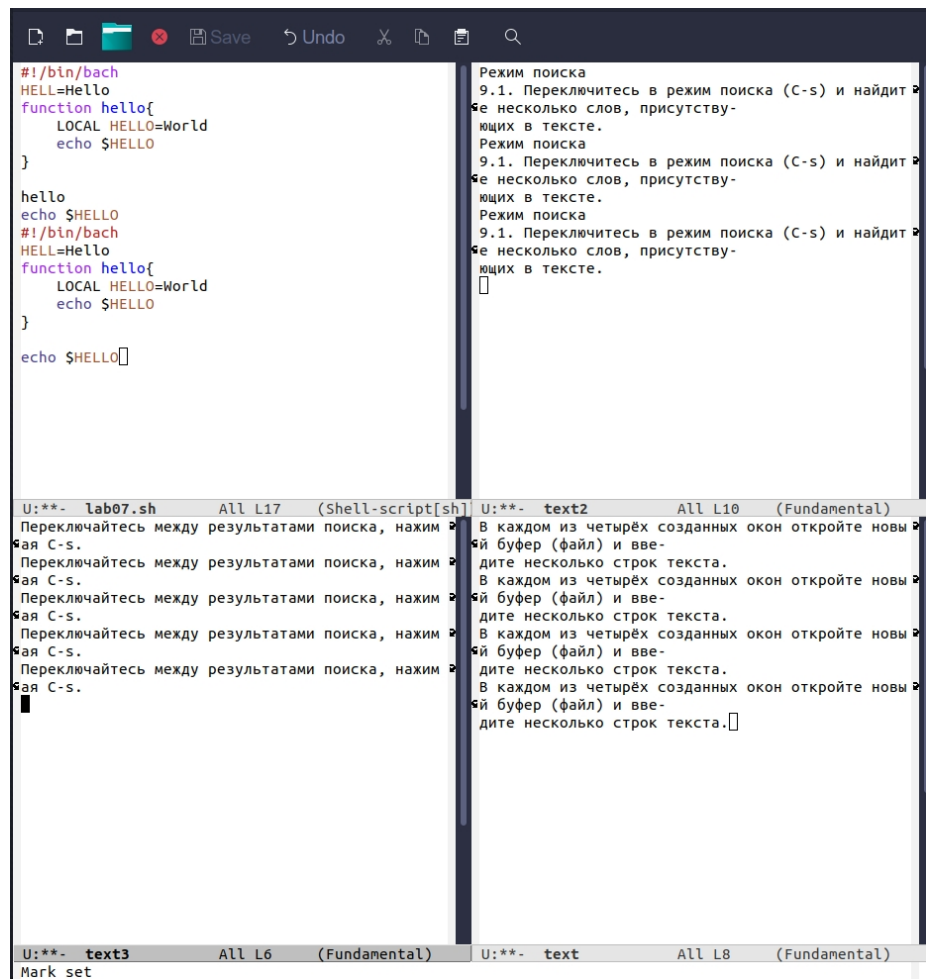 Save Undo
#!/bin/bach
HELL=Hello
function hello{
    LOCAL HELLO=World
    echo $HELLO
}
hello
echo $HELLO
#!/bin/bach
HELL=Hello
function hello{
    LOCAL HELLO=World
    echo $HELLO
}
echo $HELLO
U:**-  lab07.sh       All L17    (Shell-script[sh]
Режим поиска
9.1. Переключитесь в режим поиска (C-s) и найдит
е несколько слов, присутству-
ющих в тексте.
Режим поиска
9.1. Переключитесь в режим поиска (C-s) и найдит
е несколько слов, присутству-
ющих в тексте.
Режим поиска
9.1. Переключитесь в режим поиска (C-s) и найдит
е несколько слов, присутству-
ющих в тексте.
U:**-  text2          All L10    (Fundamental)
Переключайтесь между результатами поиска, нажим
ая C-s.
Переключайтесь между результатами поиска, нажим
ая C-s.
Переключайтесь между результатами поиска, нажим
ая C-s.
Переключайтесь между результатами поиска, нажим
ая C-s.
Переключайтесь между результатами поиска, нажим
ая C-s.
U:**-  text3          All L6     (Fundamental)
В каждом из четырёх созданных окон откройте новы
й буфер (файл) и вве-
дите несколько строк текста.
В каждом из четырёх созданных окон откройте новы
й буфер (файл) и вве-
дите несколько строк текста.
В каждом из четырёх созданных окон откройте новы
й буфер (файл) и вве-
дите несколько строк текста.
В каждом из четырёх созданных окон откройте новы
й буфер (файл) и вве-
дите несколько строк текста.
U:**-  text           All L8     (Fundamental)
Mark set